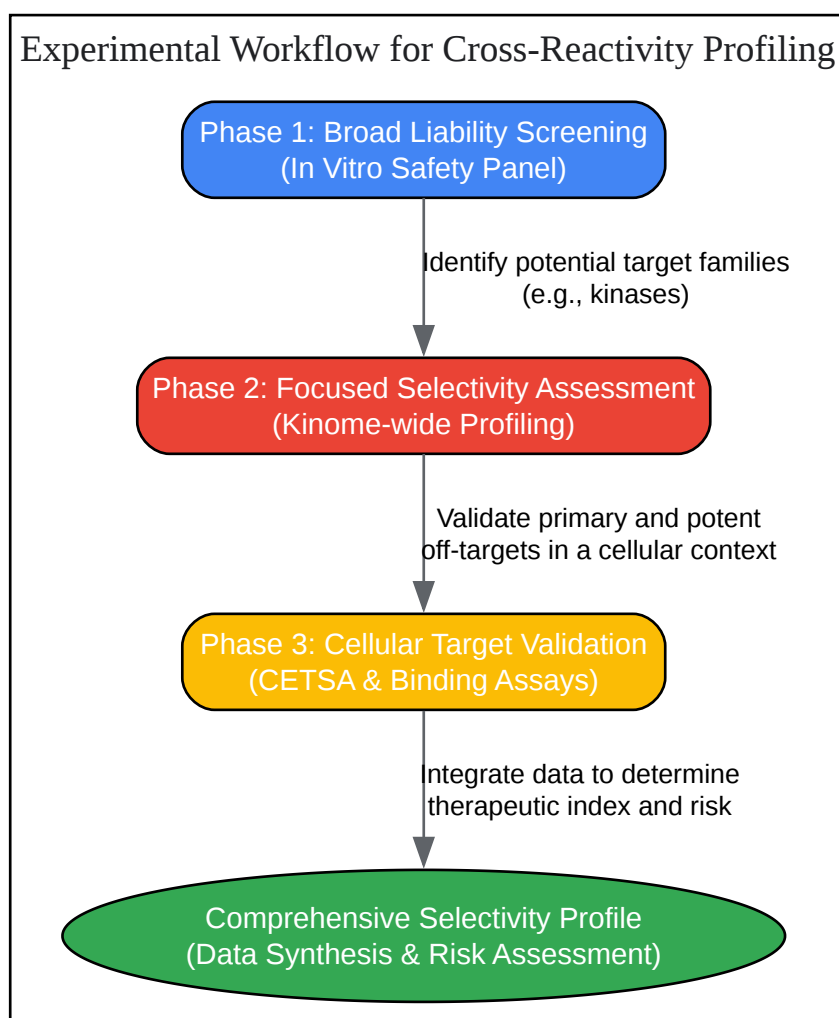 Experimental Workflow for Cross-Reactivity Profiling
Phase 1: Broad Liability Screening
(In Vitro Safety Panel)
Identify potential target families
(e.g., kinases)
Phase 2: Focused Selectivity Assessment
(Kinome-wide Profiling)
Validate primary and potent
off-targets in a cellular context
Phase 3: Cellular Target Validation
(CETSA & Binding Assays)
Integrate data to determine
therapeutic index and risk
Comprehensive Selectivity Profile
(Data Synthesis & Risk Assessment)